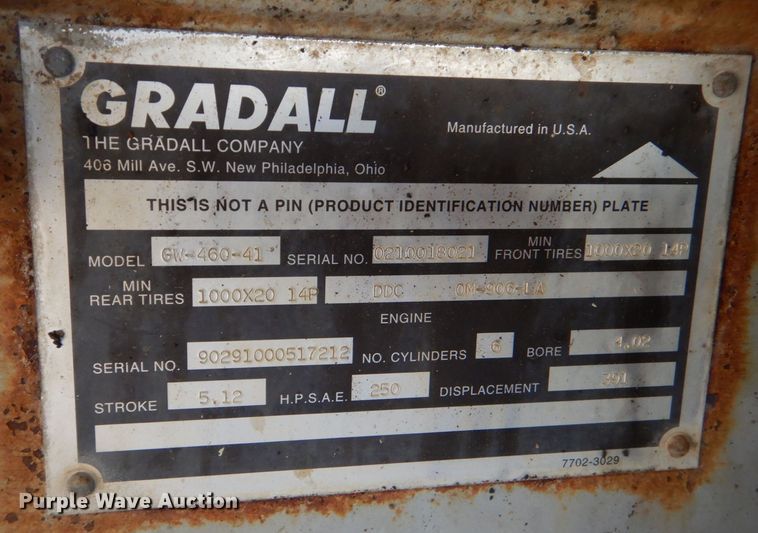 GRADALL®
Manufactured in U.S.A.
THE GRADALL COMPANY
406 Mill Ave. S.W. New Philadelphia, Ohio
THIS IS NOT A PIN (PRODUCT IDENTIFICATION NUMBER) PLATE
MODEL GW-460-41 SERIAL NO. 0210018021 MIN FRONT TIRES 1000X20 14P
MIN REAR TIRES 1000X20 14P DDC OM-906-LA
ENGINE
SERIAL NO. 90291000517212 NO. CYLINDERS 6 BORE 4.02
STROKE 5.12 H.P.S.A.E. 250 DISPLACEMENT 391
7702-3029
Purple Wave Auction